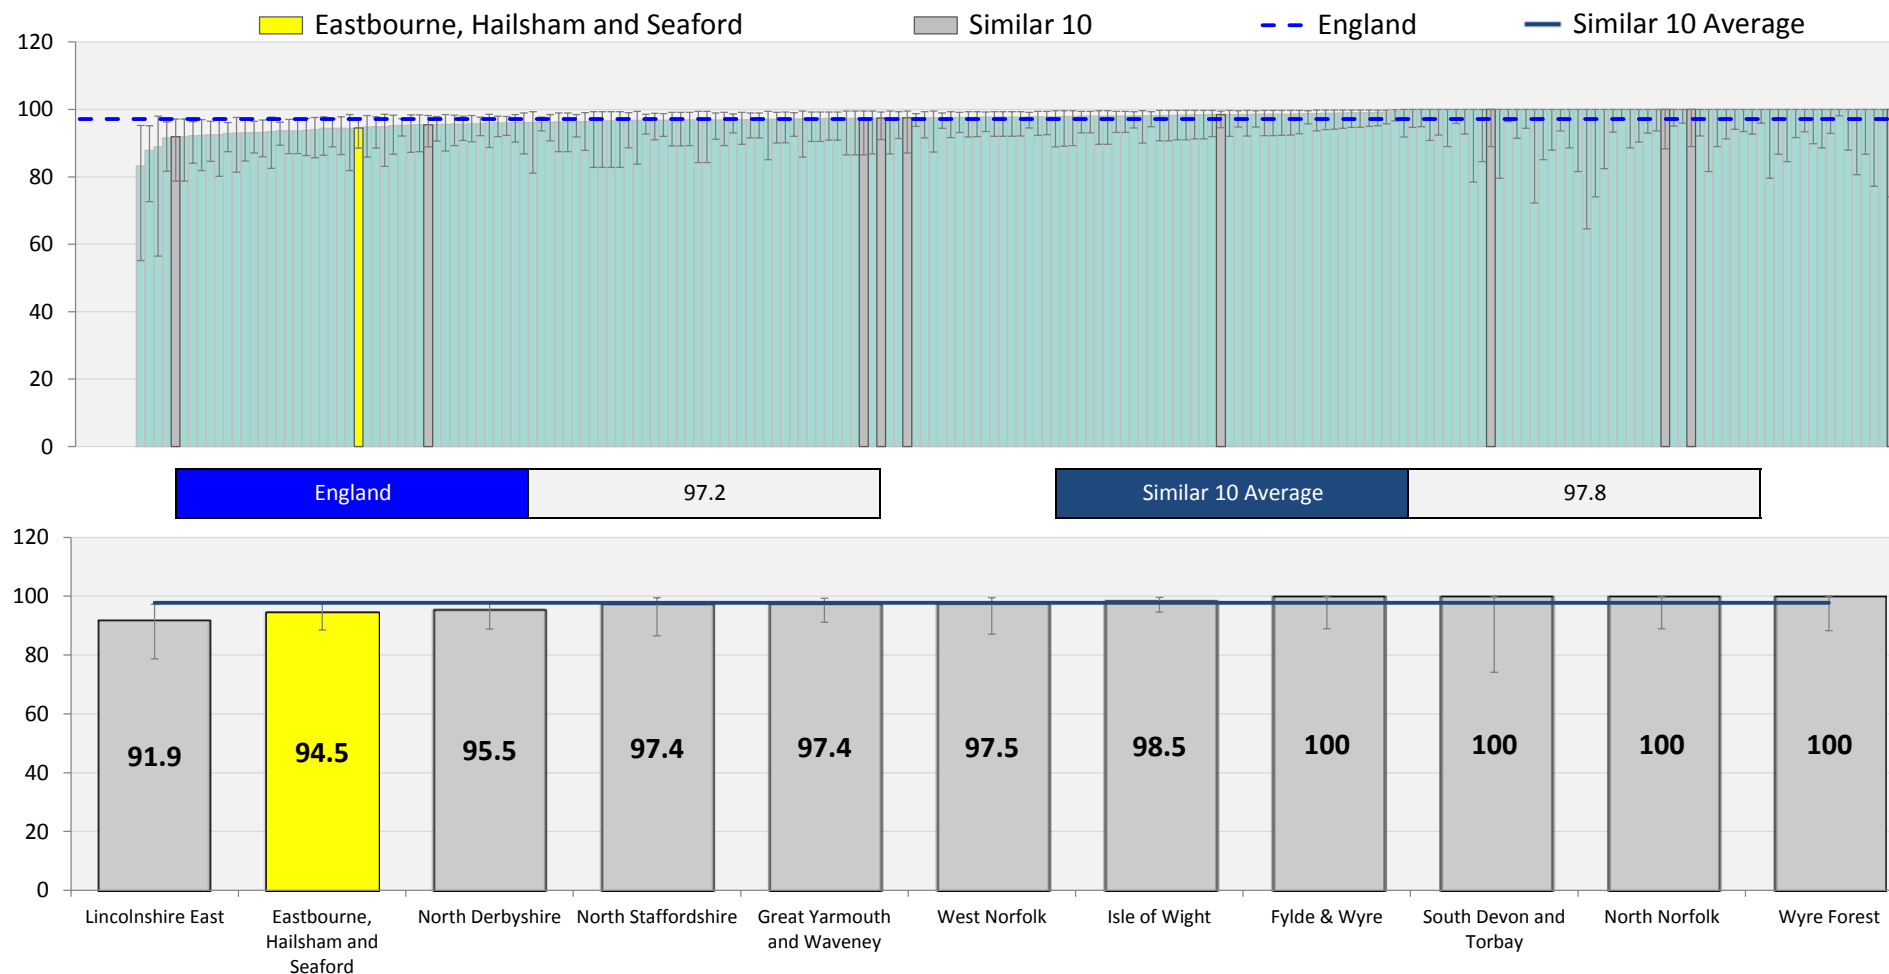 Eastbourne, Hailsham and Seaford Similar 10 England Similar 10 Average
120
100
80
60
40
20
0
England 97.2 Similar 10 Average 97.8
120
100
80
60
40
20
0
91.9 94.5 95.5 97.4 97.4 97.5 98.5 100 100 100 100
Lincolnshire East
Eastbourne,
Hailsham and
Seaford
North Derbyshire
North Staffordshire
Great Yarmouth
and Waveney
West Norfolk
Isle of Wight
Fylde & Wyre
South Devon and
Torbay
North Norfolk
Wyre Forest